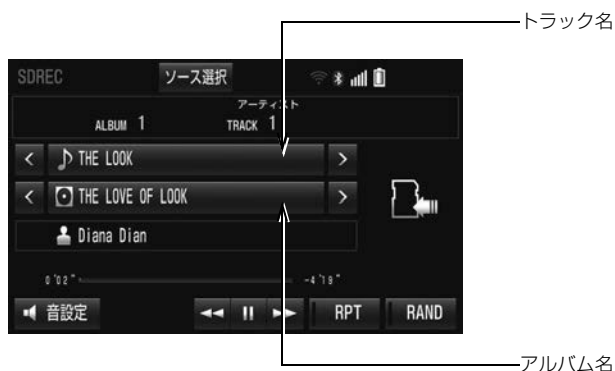 トラック名
SDREC ソース選択
アーティスト
ALBUM 1 TRACK 1
< THE LOOK >
< THE LOVE OF LOOK >
Diana Dian
0'02" -4'19"
音設定 RPT RAND
アルバム名